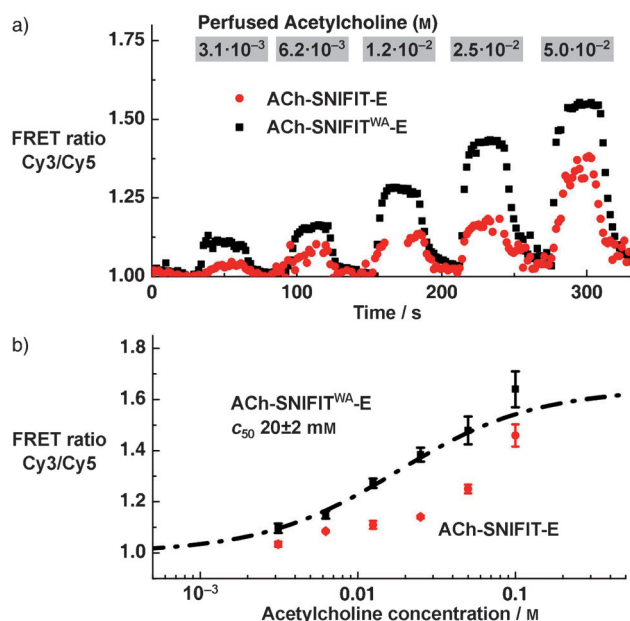 a)
Perfused Acetylcholine (M)
3.1·10⁻³ 6.2·10⁻³ 1.2·10⁻² 2.5·10⁻² 5.0·10⁻²
1.75
ACh-SNIFIT-E
ACh-SNIFITᵂᴬ-E
1.50
FRET ratio
Cy3/Cy5
1.25
1.00
0 100 200 300
Time / s
b)
1.8
ACh-SNIFITᵂᴬ-E
c₅₀ 20±2 mM
1.6
FRET ratio
Cy3/Cy5
1.4
1.2
ACh-SNIFIT-E
1.0
10⁻³ 0.01 0.1
Acetylcholine concentration / M